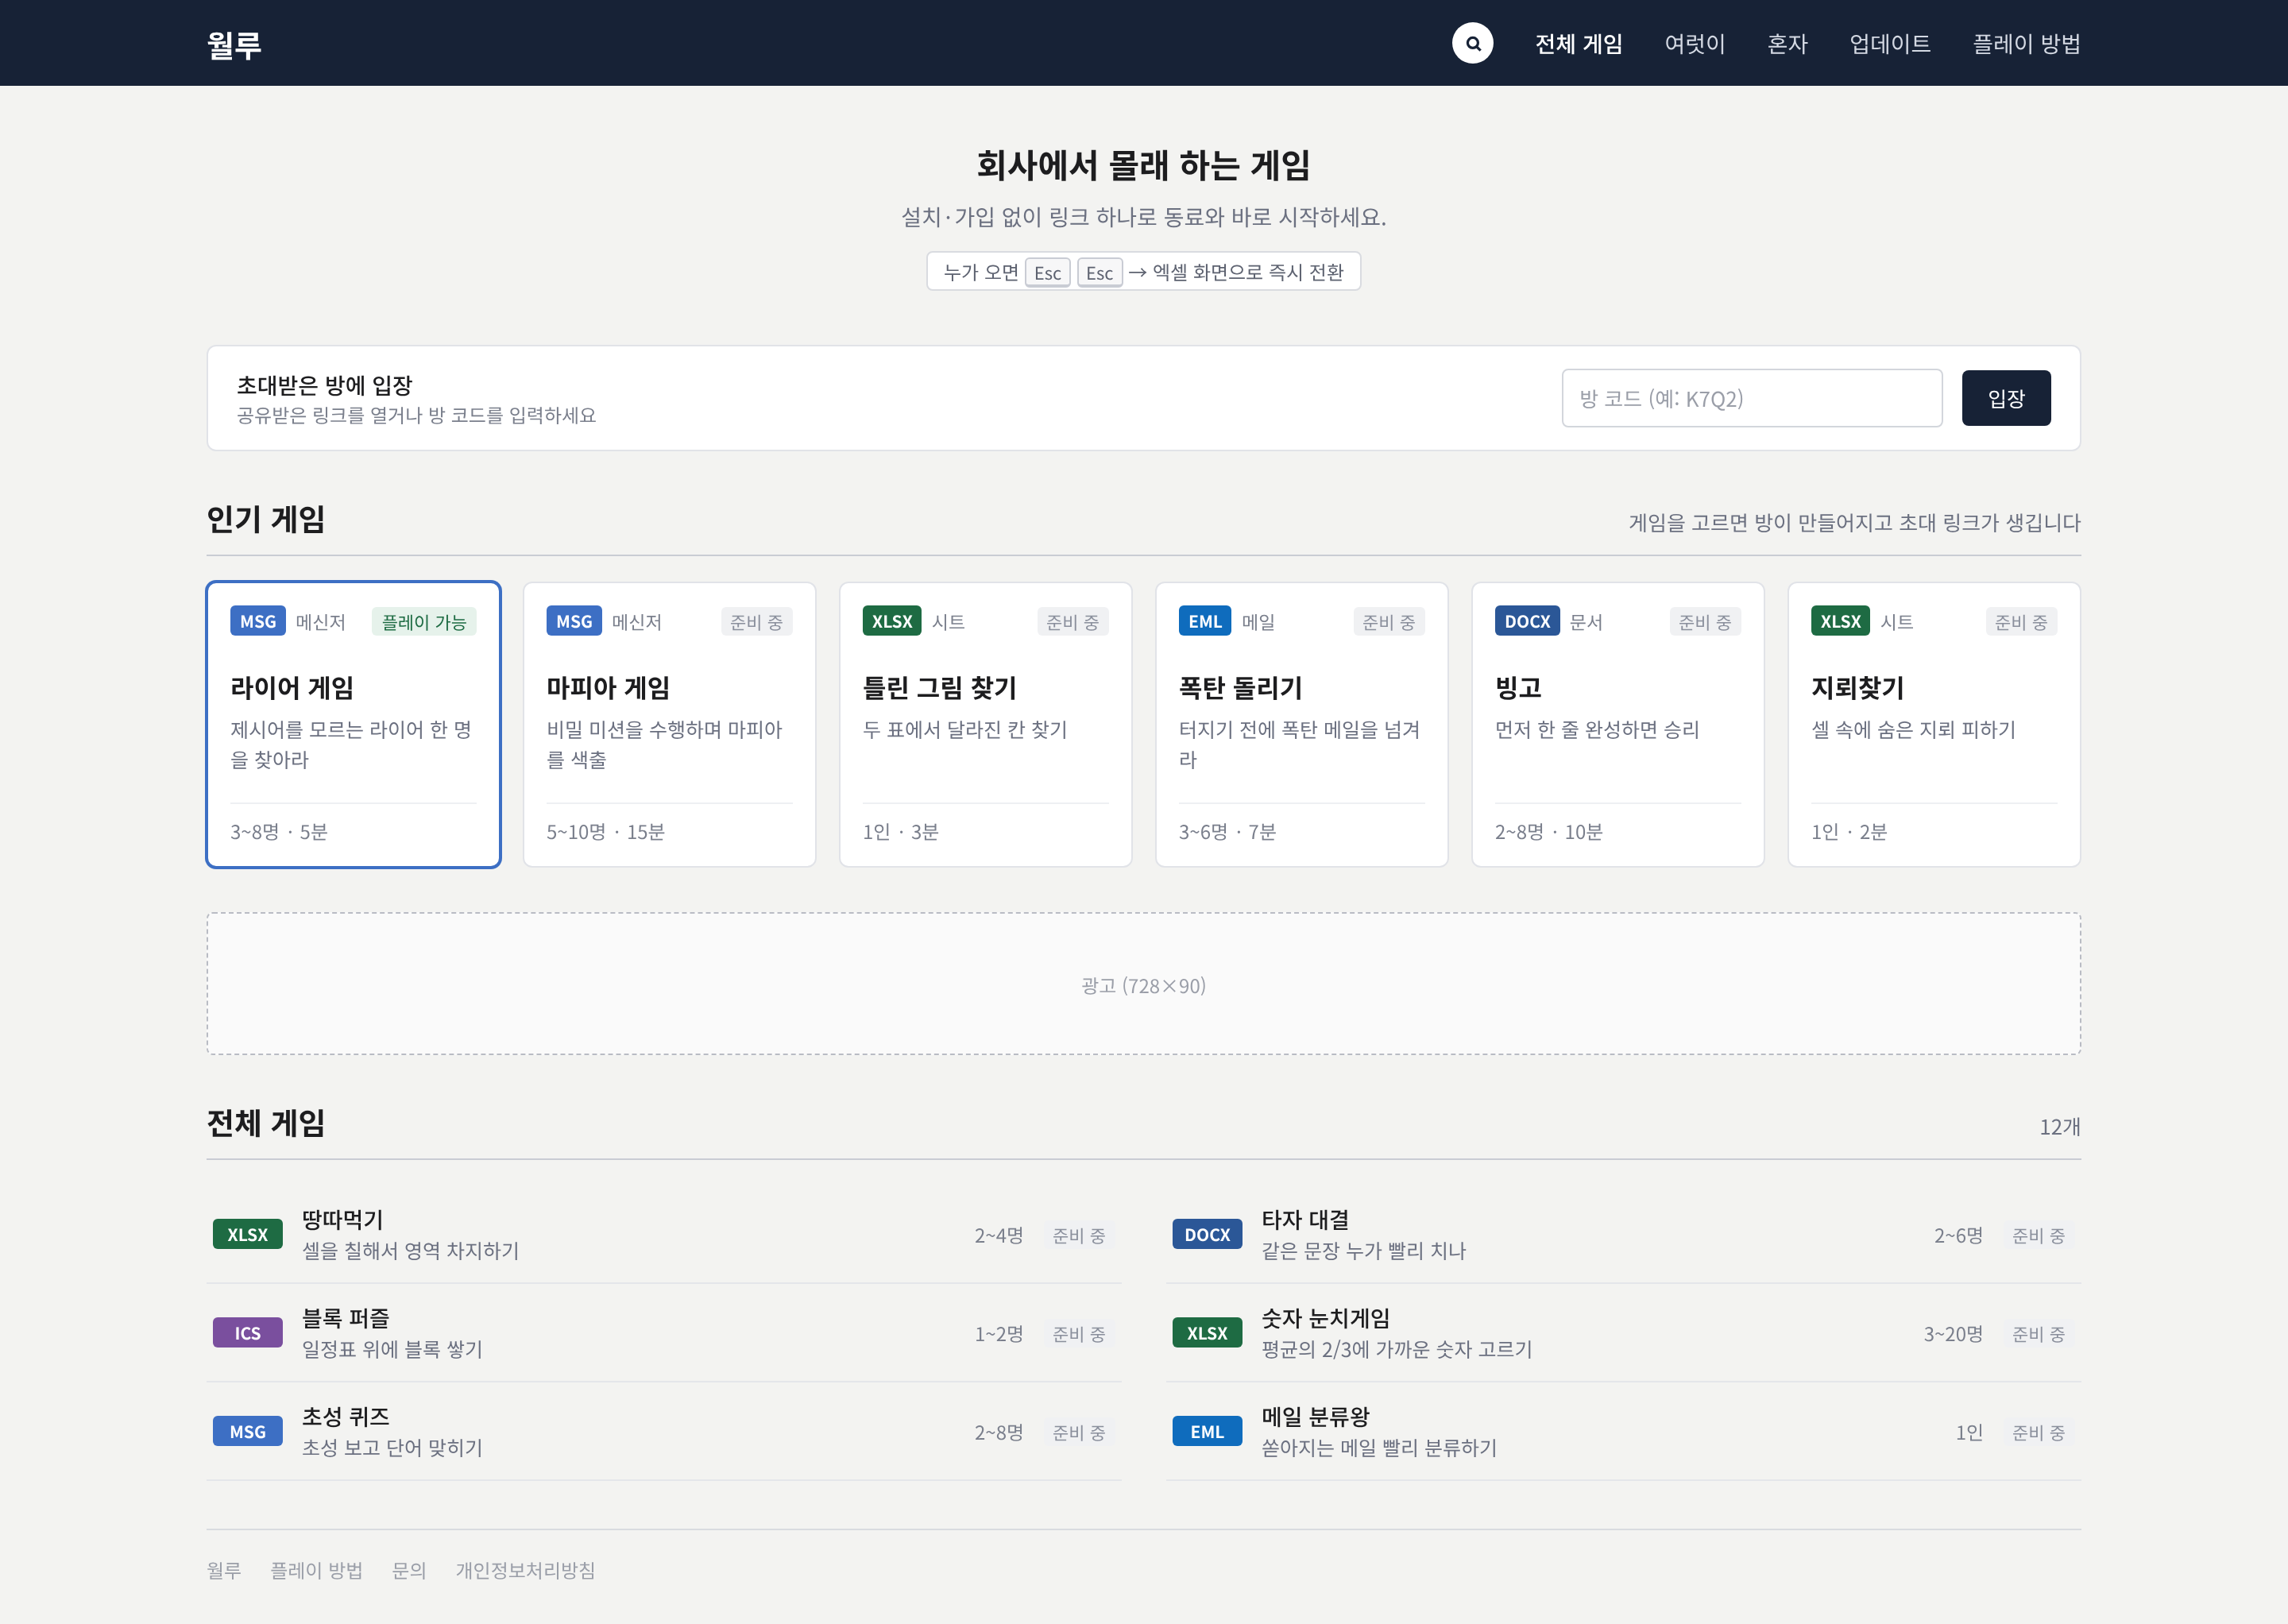 월루
전체 게임 여럿이 혼자 업데이트 플레이 방법
회사에서 몰래 하는 게임
설치·가입 없이 링크 하나로 동료와 바로 시작하세요.
누가 오면 Esc Esc → 엑셀 화면으로 즉시 전환
초대받은 방에 입장
공유받은 링크를 열거나 방 코드를 입력하세요
방 코드 (예: K7Q2)
입장
인기 게임
게임을 고르면 방이 만들어지고 초대 링크가 생깁니다
MSG 메신저 플레이 가능
라이어 게임
제시어를 모르는 라이어 한 명
을 찾아라
3~8명 · 5분
MSG 메신저 준비 중
마피아 게임
비밀 미션을 수행하며 마피아
를 색출
5~10명 · 15분
XLSX 시트 준비 중
틀린 그림 찾기
두 표에서 달라진 칸 찾기
1인 · 3분
EML 메일 준비 중
폭탄 돌리기
터지기 전에 폭탄 메일을 넘겨
라
3~6명 · 7분
DOCX 문서 준비 중
빙고
먼저 한 줄 완성하면 승리
2~8명 · 10분
XLSX 시트 준비 중
지뢰찾기
셀 속에 숨은 지뢰 피하기
1인 · 2분
광고 (728×90)
전체 게임
12개
XLSX
땅따먹기
셀을 칠해서 영역 차지하기
2~4명 준비 중
DOCX
타자 대결
같은 문장 누가 빨리 치나
2~6명 준비 중
ICS
블록 퍼즐
일정표 위에 블록 쌓기
1~2명 준비 중
XLSX
숫자 눈치게임
평균의 2/3에 가까운 숫자 고르기
3~20명 준비 중
MSG
초성 퀴즈
초성 보고 단어 맞히기
2~8명 준비 중
EML
메일 분류왕
쏟아지는 메일 빨리 분류하기
1인 준비 중
월루 플레이 방법 문의 개인정보처리방침